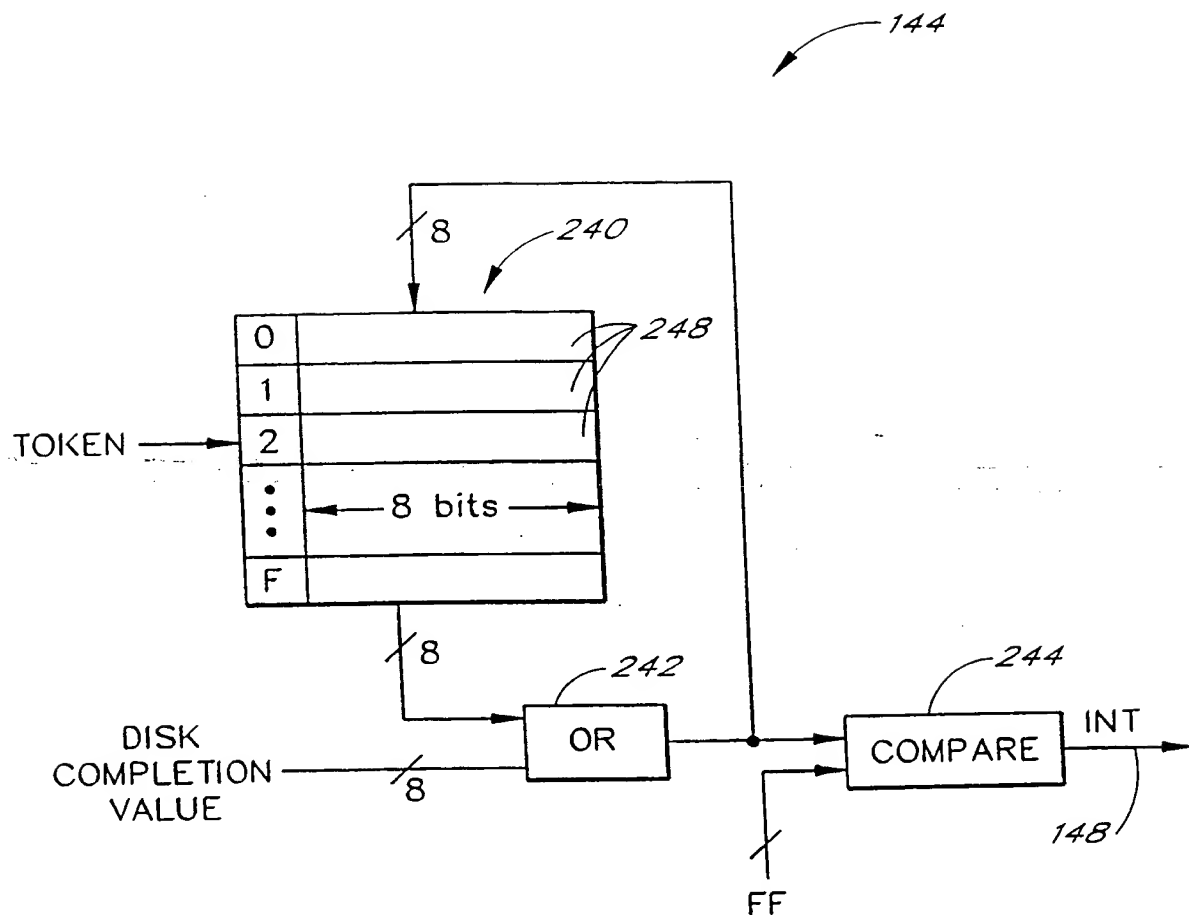 144
8
240
0
248
1
TOKEN
2
8 bits
F
8
242
244
DISK
COMPLETION
VALUE
8
OR
COMPARE
INT
148
FF